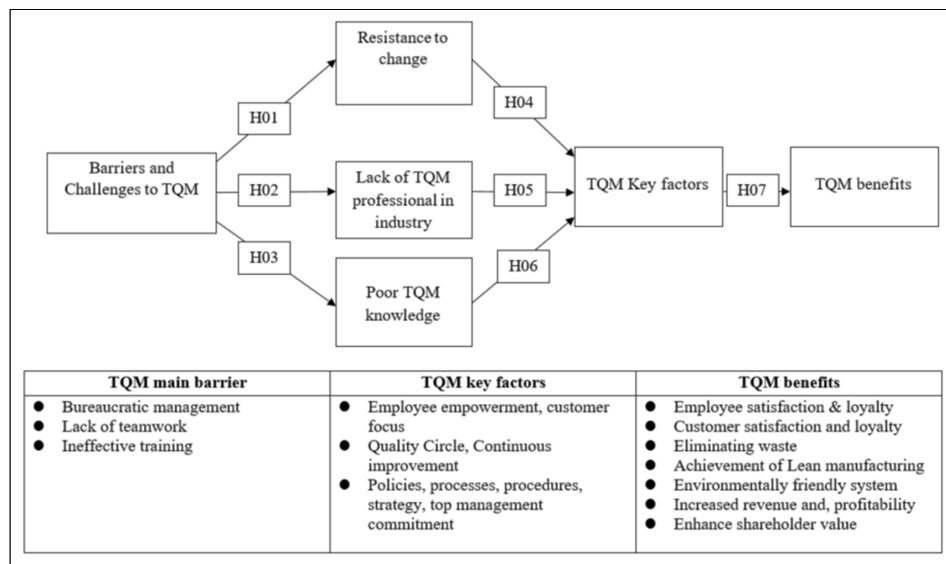 Resistance to
change
H01
H04
Barriers and
Challenges to TQM
H02
Lack of TQM
professional in
industry
H05
TQM Key factors
H07
TQM benefits
H03
H06
Poor TQM
knowledge
TQM main barrier
● Bureaucratic management
● Lack of teamwork
● Ineffective training
TQM key factors
● Employee empowerment, customer
focus
● Quality Circle, Continuous
improvement
● Policies, processes, procedures,
strategy, top management
commitment
TQM benefits
● Employee satisfaction & loyalty
● Customer satisfaction and loyalty
● Eliminating waste
● Achievement of Lean manufacturing
● Environmentally friendly system
● Increased revenue and, profitability
● Enhance shareholder value